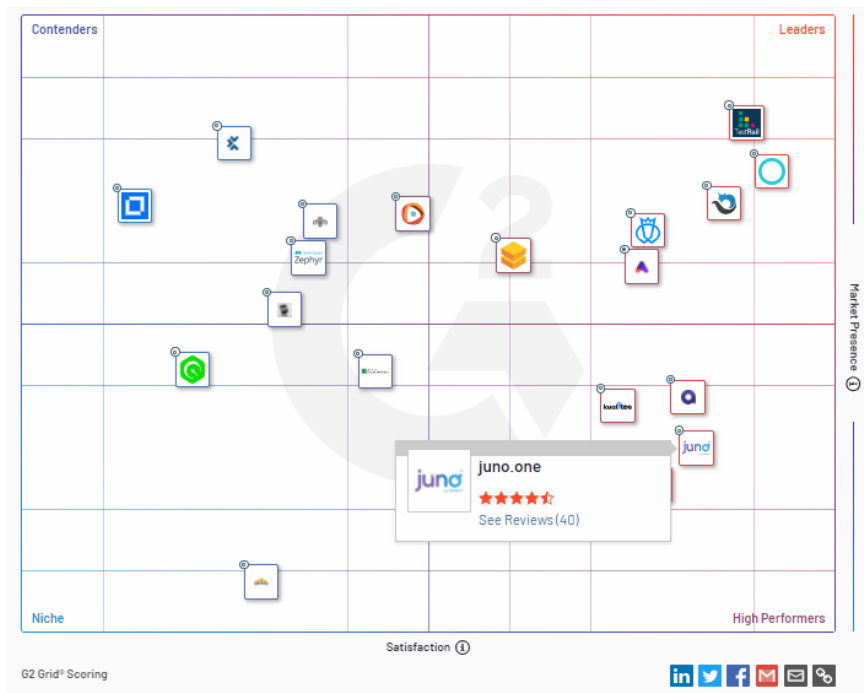 Contenders
Leaders
TestRail
Zephyr
kualitee
juno
juno
juno.one
See Reviews (40)
Market Presence
Niche
High Performers
Satisfaction
G2 Grid® Scoring